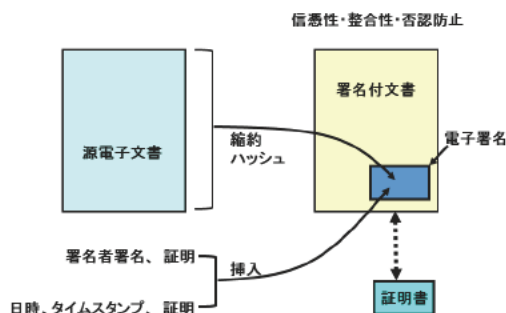 信憑性・整合性・否認防止
署名付文書
源電子文書
縮約
ハッシュ
電子署名
署名者署名、証明
挿入
日時、タイムスタンプ、証明
証明書